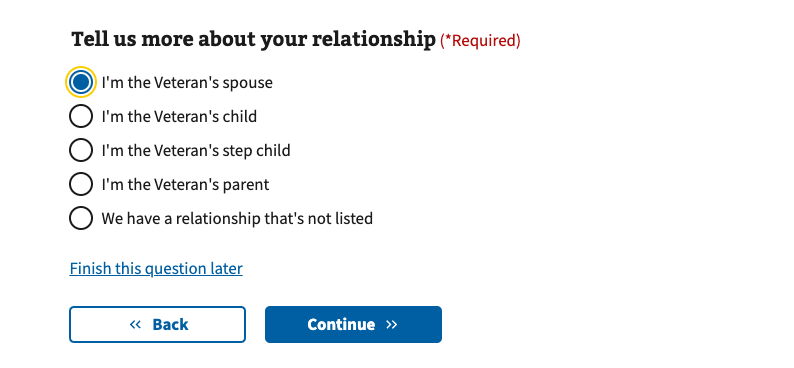 Tell us more about your relationship (*Required)
I'm the Veteran's spouse
I'm the Veteran's child
I'm the Veteran's step child
I'm the Veteran's parent
We have a relationship that's not listed
Finish this question later
« Back
Continue »